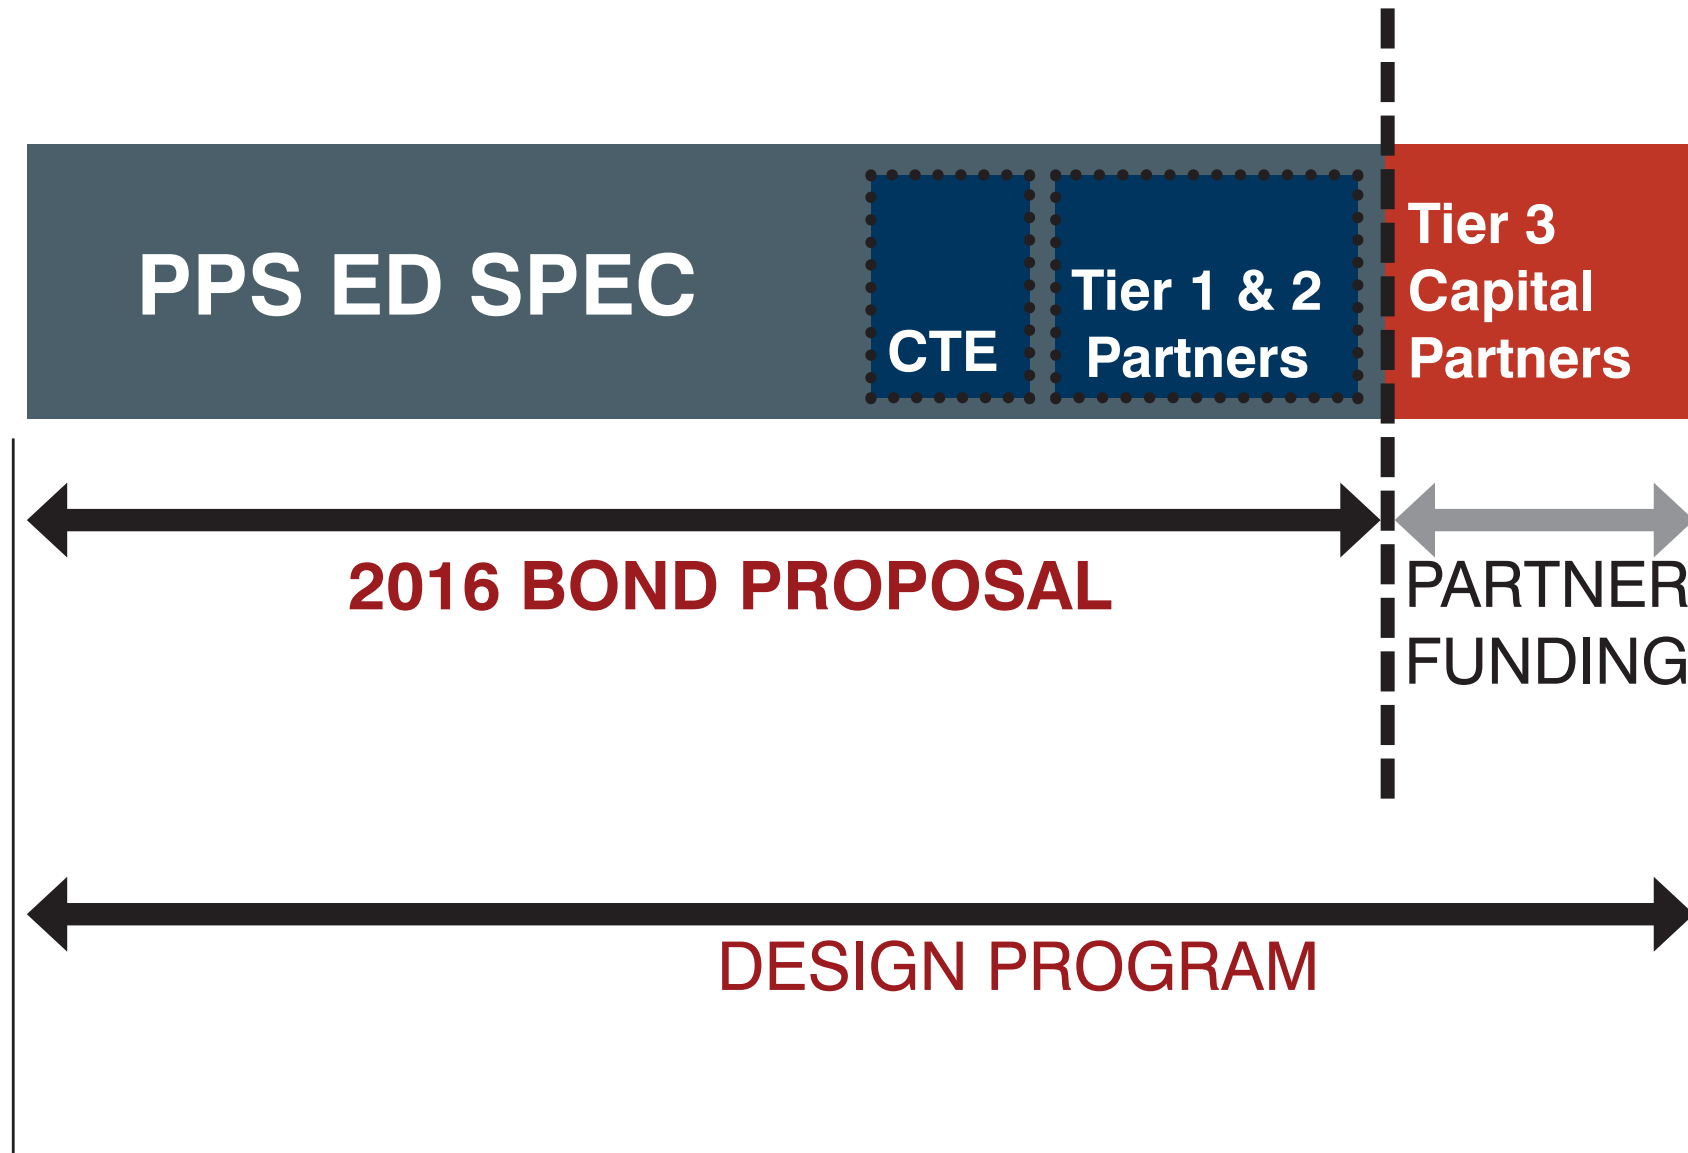 PPS ED SPEC
CTE
Tier 1 & 2
Partners
Tier 3
Capital
Partners
2016 BOND PROPOSAL
PARTNER
FUNDING
DESIGN PROGRAM